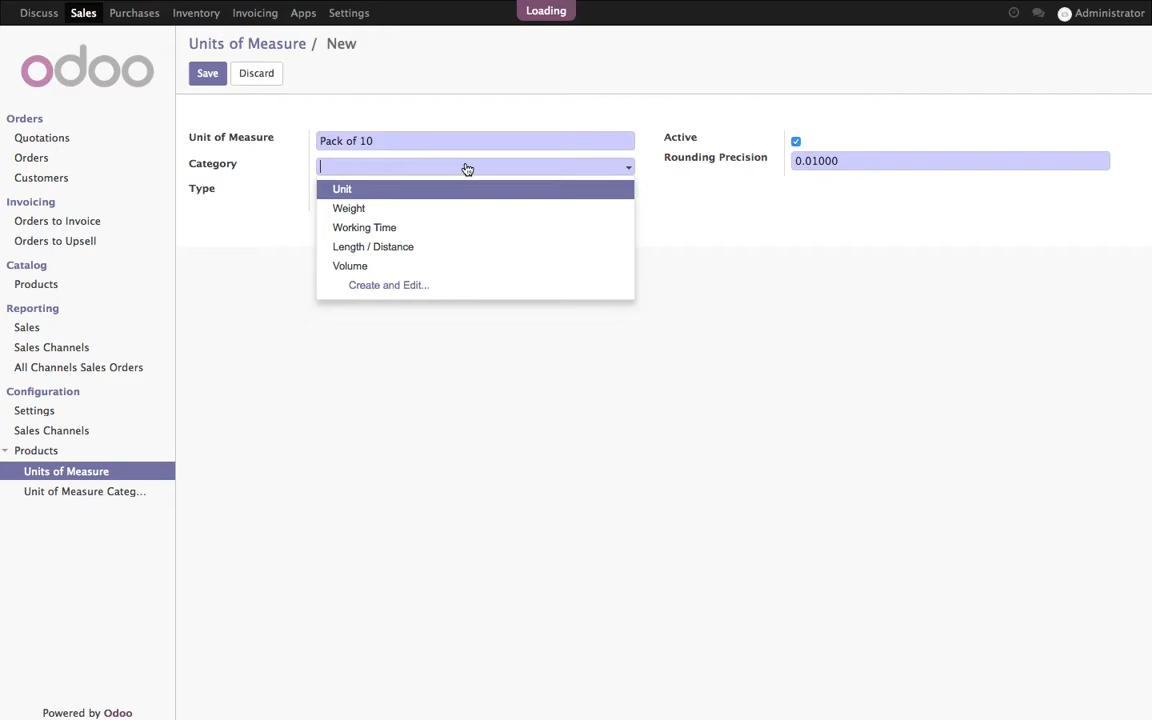 Discuss Sales Purchases Inventory Invoicing Apps Settings Loading Administrator
odoo
Units of Measure / New
Save Discard
Orders
Quotations
Orders
Customers
Invoicing
Orders to Invoice
Orders to Upsell
Catalog
Products
Reporting
Sales
Sales Channels
All Channels Sales Orders
Configuration
Settings
Sales Channels
Products
Units of Measure
Unit of Measure Categ...
Powered by Odoo
Unit of Measure Pack of 10
Category
Type
Unit
Weight
Working Time
Length / Distance
Volume
Create and Edit...
Active
Rounding Precision 0.01000